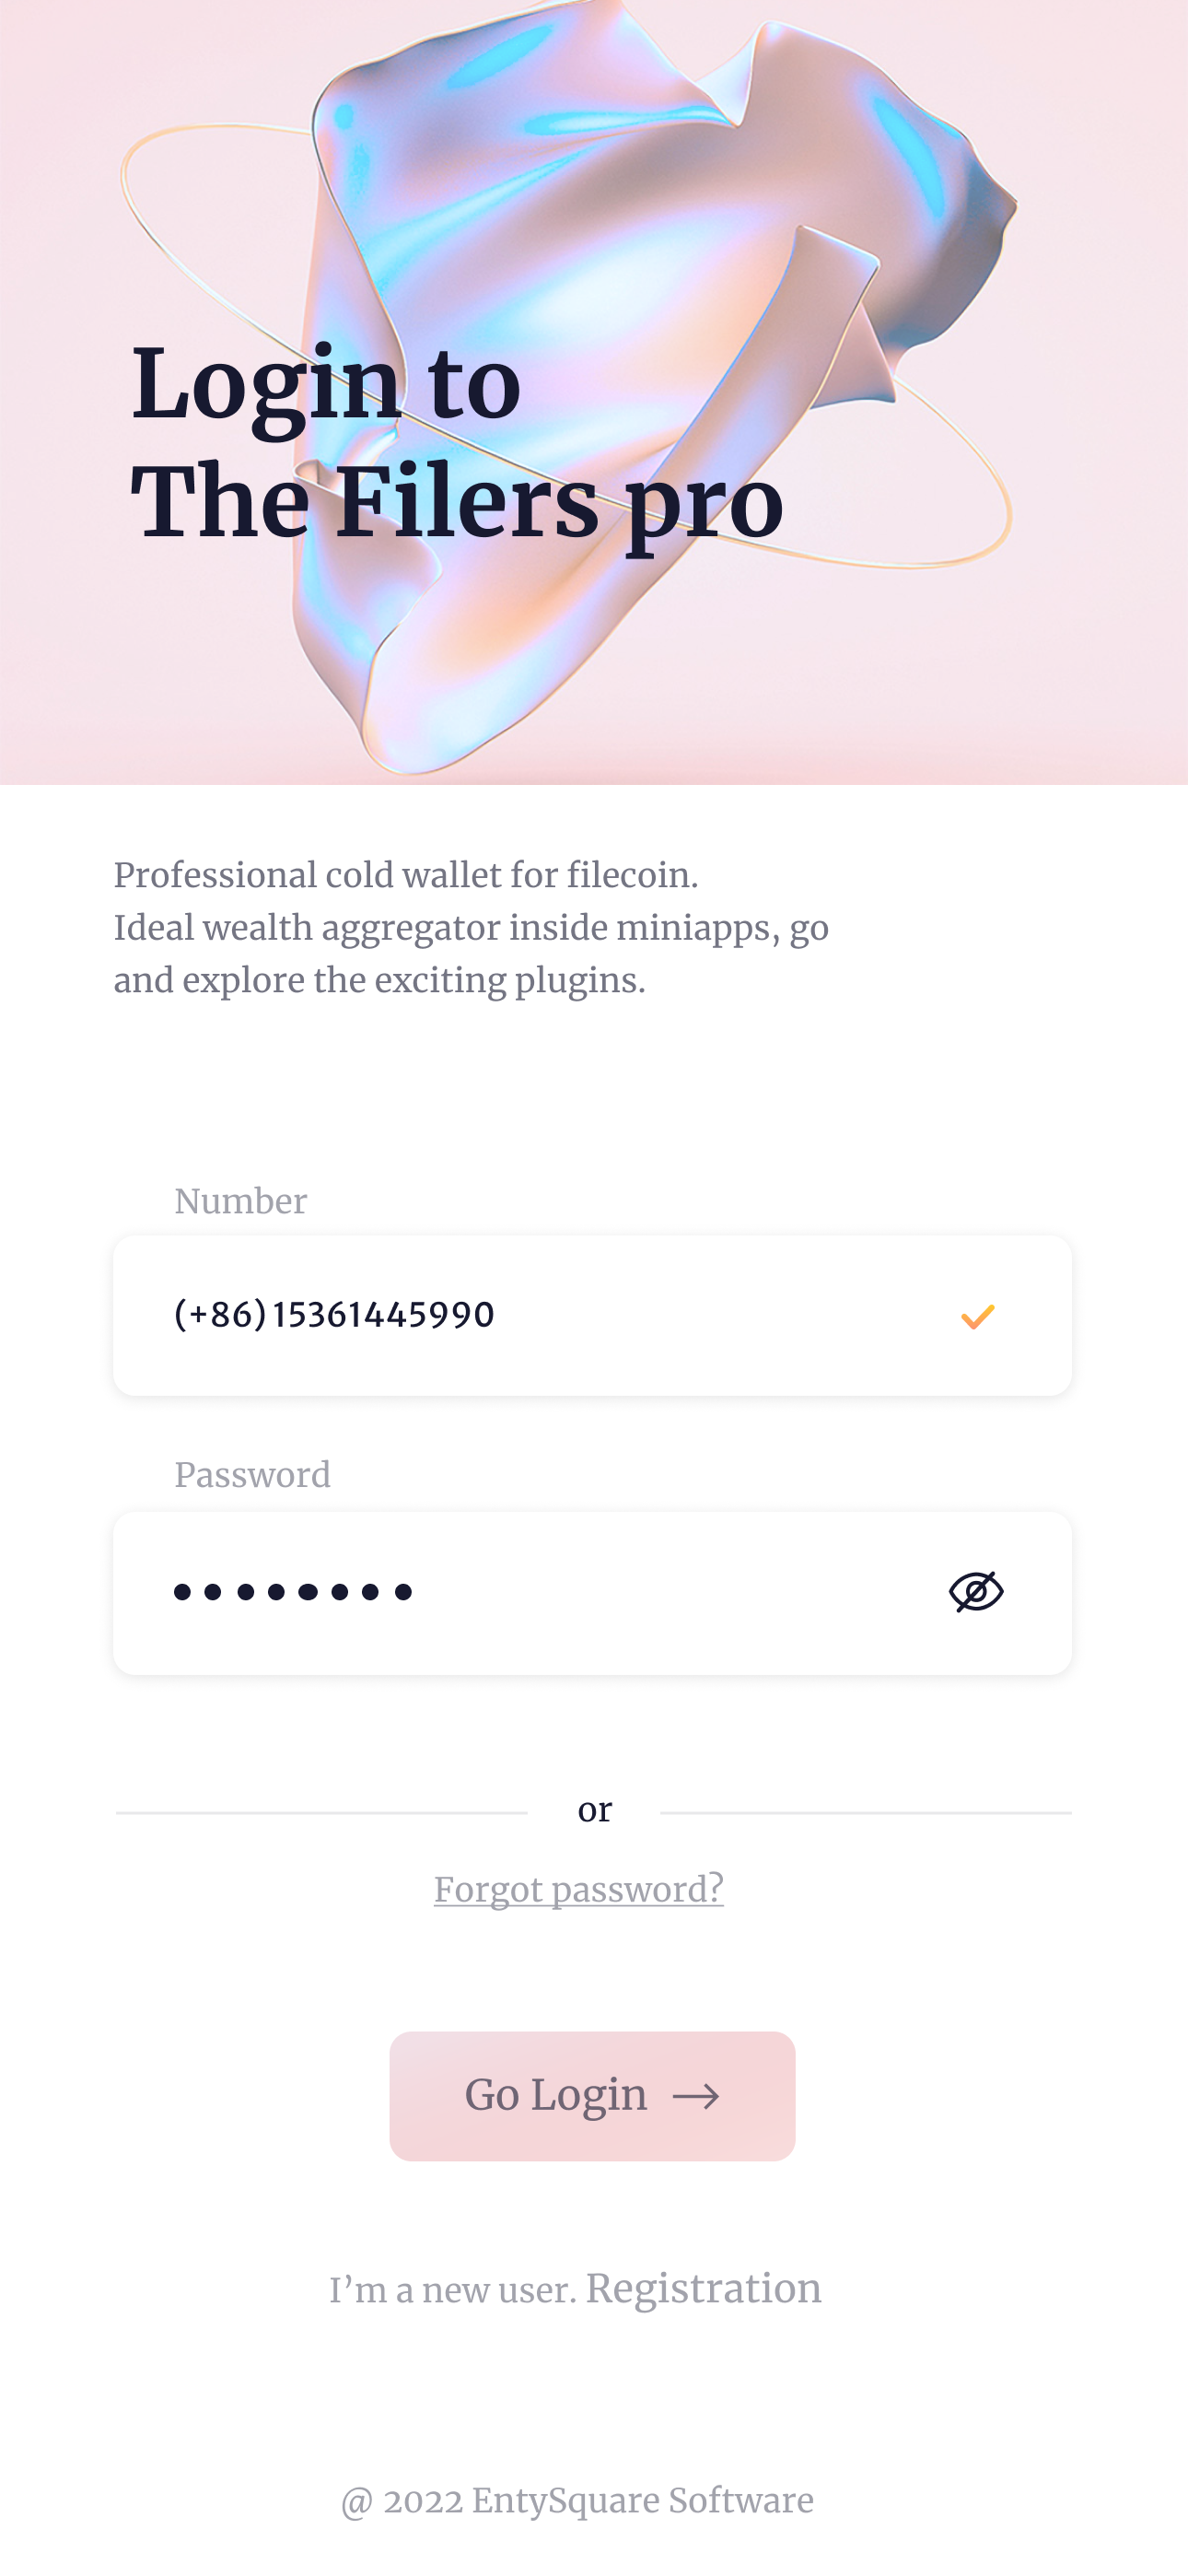 Login to
The Filers pro
Professional cold wallet for filecoin.
Ideal wealth aggregator inside miniapps, go
and explore the exciting plugins.
Number
(+86) 15361445990
Password
or
Forgot password?
Go Login →
I’m a new user. Registration
@ 2022 EntySquare Software